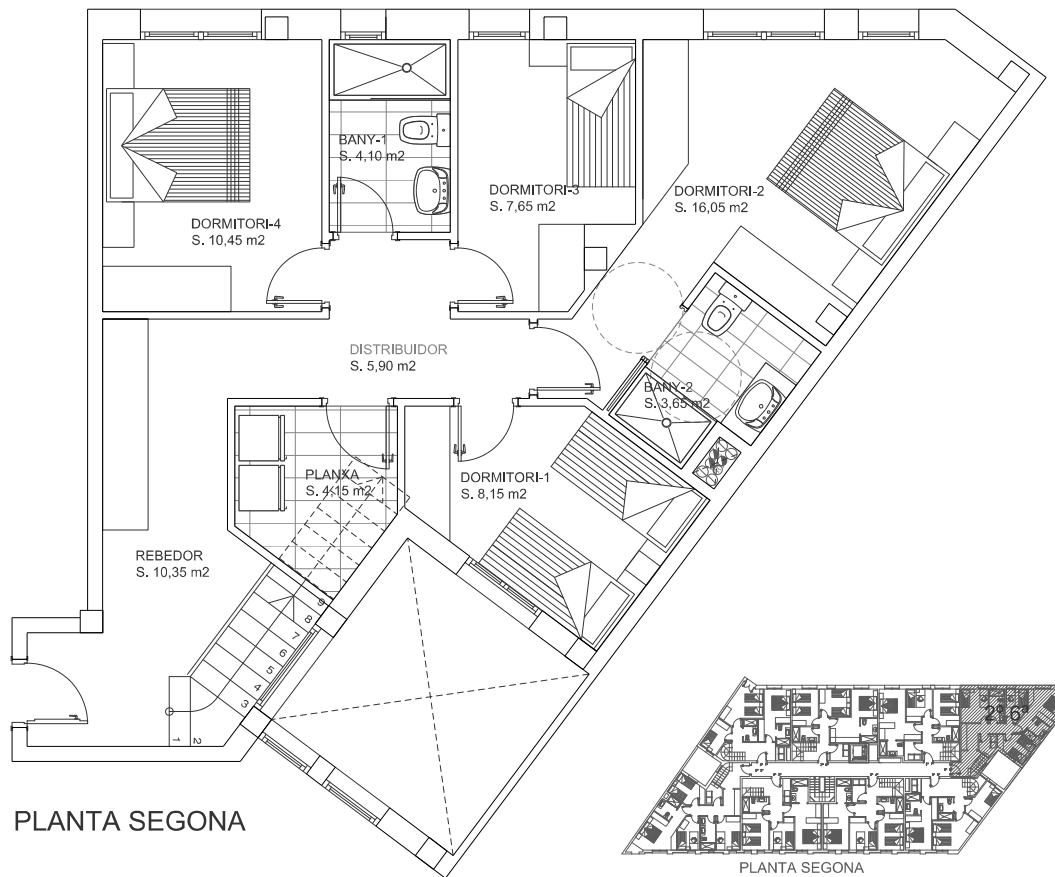 BANY-1
S. 4,10 m2
DORMITORI-3
S. 7,65 m2
DORMITORI-2
S. 16,05 m2
DORMITORI-4
S. 10,45 m2
DISTRIBUIDOR
S. 5,90 m2
BANY-2
S. 3,65 m2
PLANXA
S. 4,15 m2
DORMITORI-1
S. 8,15 m2
REBEDOR
S. 10,35 m2
9
8
7
6
5
4
3
2
1
2º 6ª
PLANTA SEGONA
PLANTA SEGONA